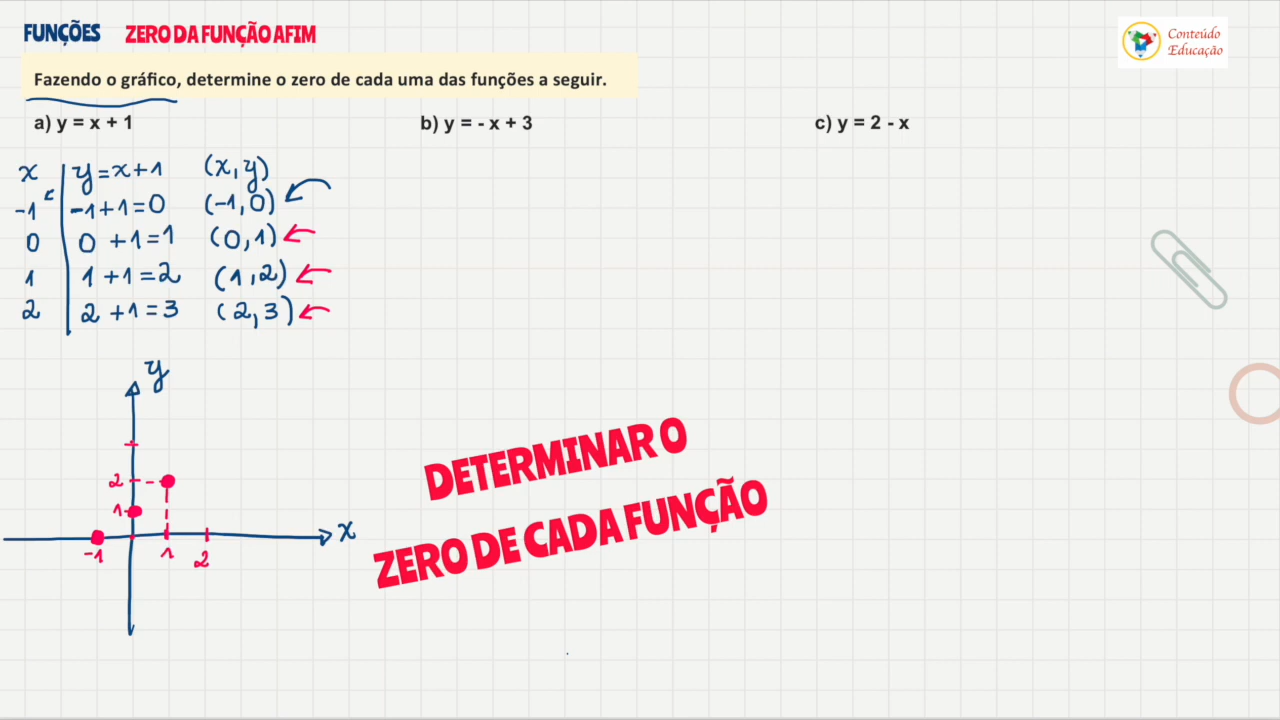 FUNÇÕES ZERO DA FUNÇÃO AFIM
Conteúdo
Educação
Fazendo o gráfico, determine o zero de cada uma das funções a seguir.
a) y = x + 1
b) y = - x + 3
c) y = 2 - x
x y = x + 1 (x, y)
-1 -1 + 1 = 0 (-1, 0)
0 0 + 1 = 1 (0, 1)
1 1 + 1 = 2 (1, 2)
2 2 + 1 = 3 (2, 3)
y
2
1
x
-1 1 2
DETERMINAR O
ZERO DE CADA FUNÇÃO